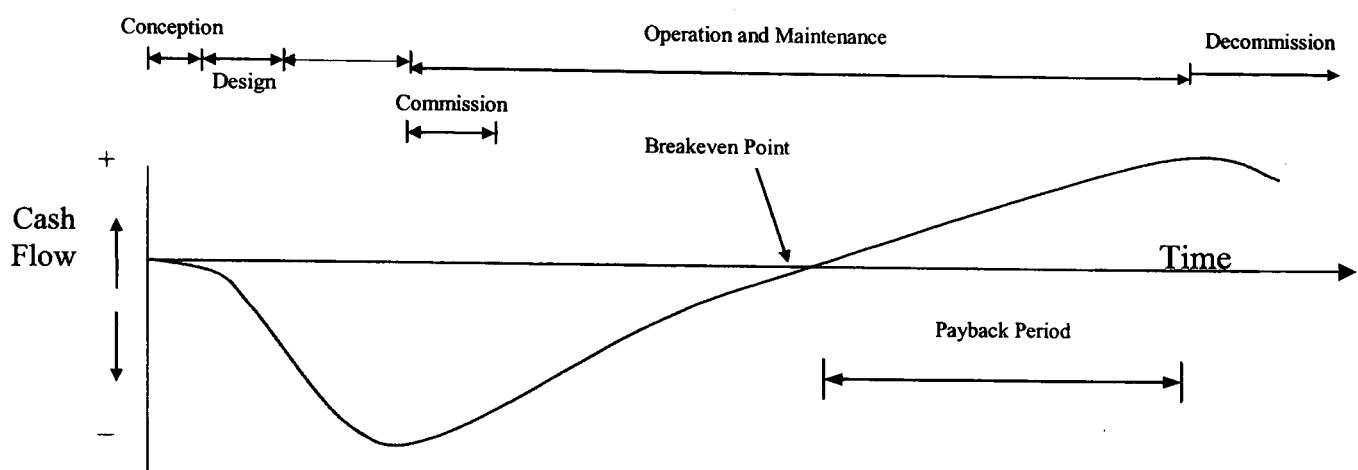 Conception
Operation and Maintenance
Decommission
Design
Commission
Breakeven Point
+
Cash
Flow
Time
Payback Period
−